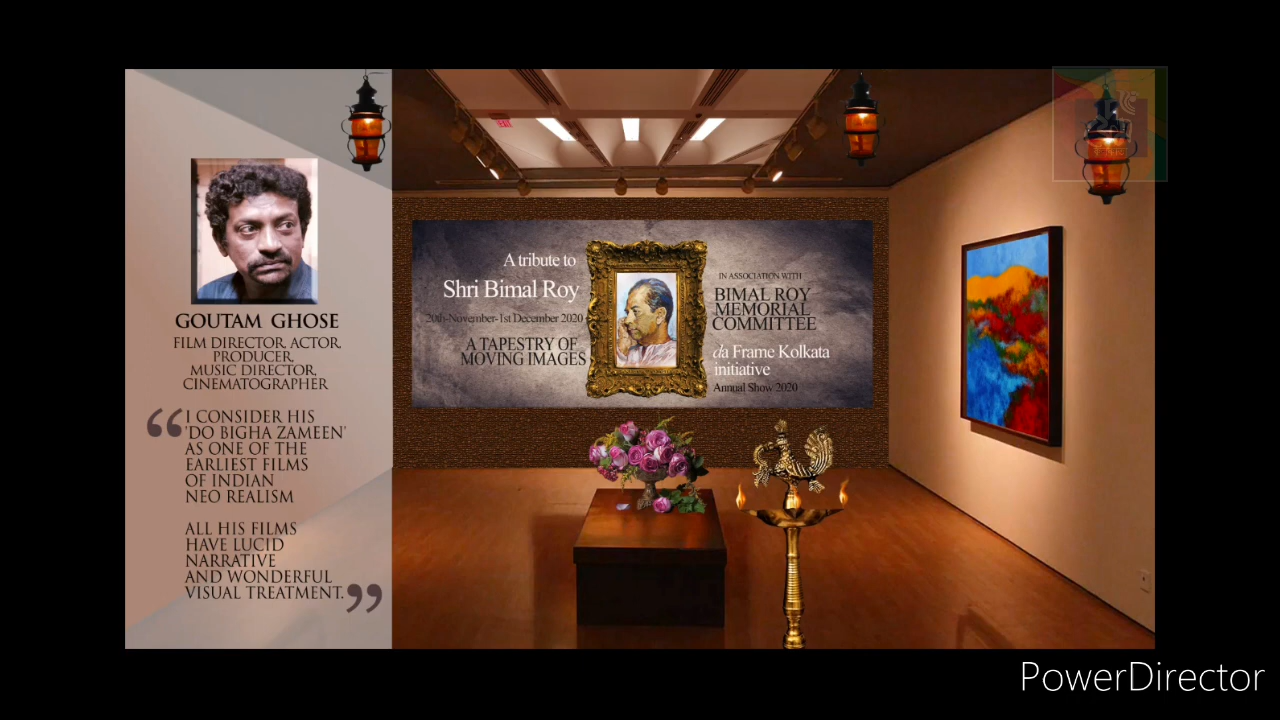 GOUTAM GHOSE
FILM DIRECTOR, ACTOR,
PRODUCER,
MUSIC DIRECTOR,
CINEMATOGRAPHER
“I CONSIDER HIS
'DO BIGHA ZAMEEN'
AS ONE OF THE
EARLIEST FILMS
OF INDIAN
NEO REALISM
ALL HIS FILMS
HAVE LUCID
NARRATIVE
AND WONDERFUL
VISUAL TREATMENT.”
EXIT
A tribute to
Shri Bimal Roy
20th-November-1st December 2020
A TAPESTRY OF
MOVING IMAGES
IN ASSOCIATION WITH
BIMAL ROY
MEMORIAL
COMMITTEE
da Frame Kolkata
initiative
Annual Show 2020
PowerDirector